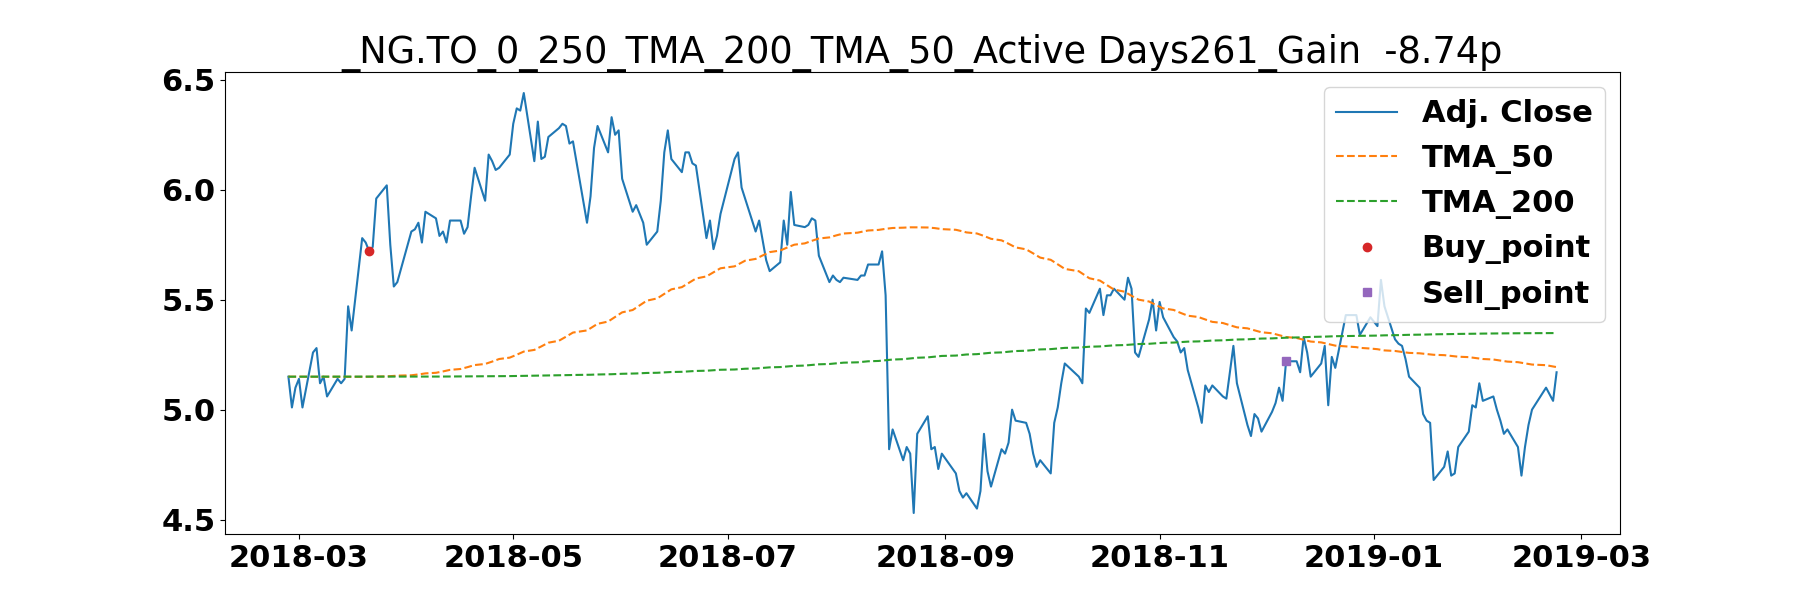 _NG.TO_0_250_TMA_200_TMA_50_Active Days261_Gain  -8.74p
6.5
6.0
5.5
5.0
4.5
Adj. Close
TMA_50
TMA_200
Buy_point
Sell_point
2018-03 2018-05 2018-07 2018-09 2018-11 2019-01 2019-03